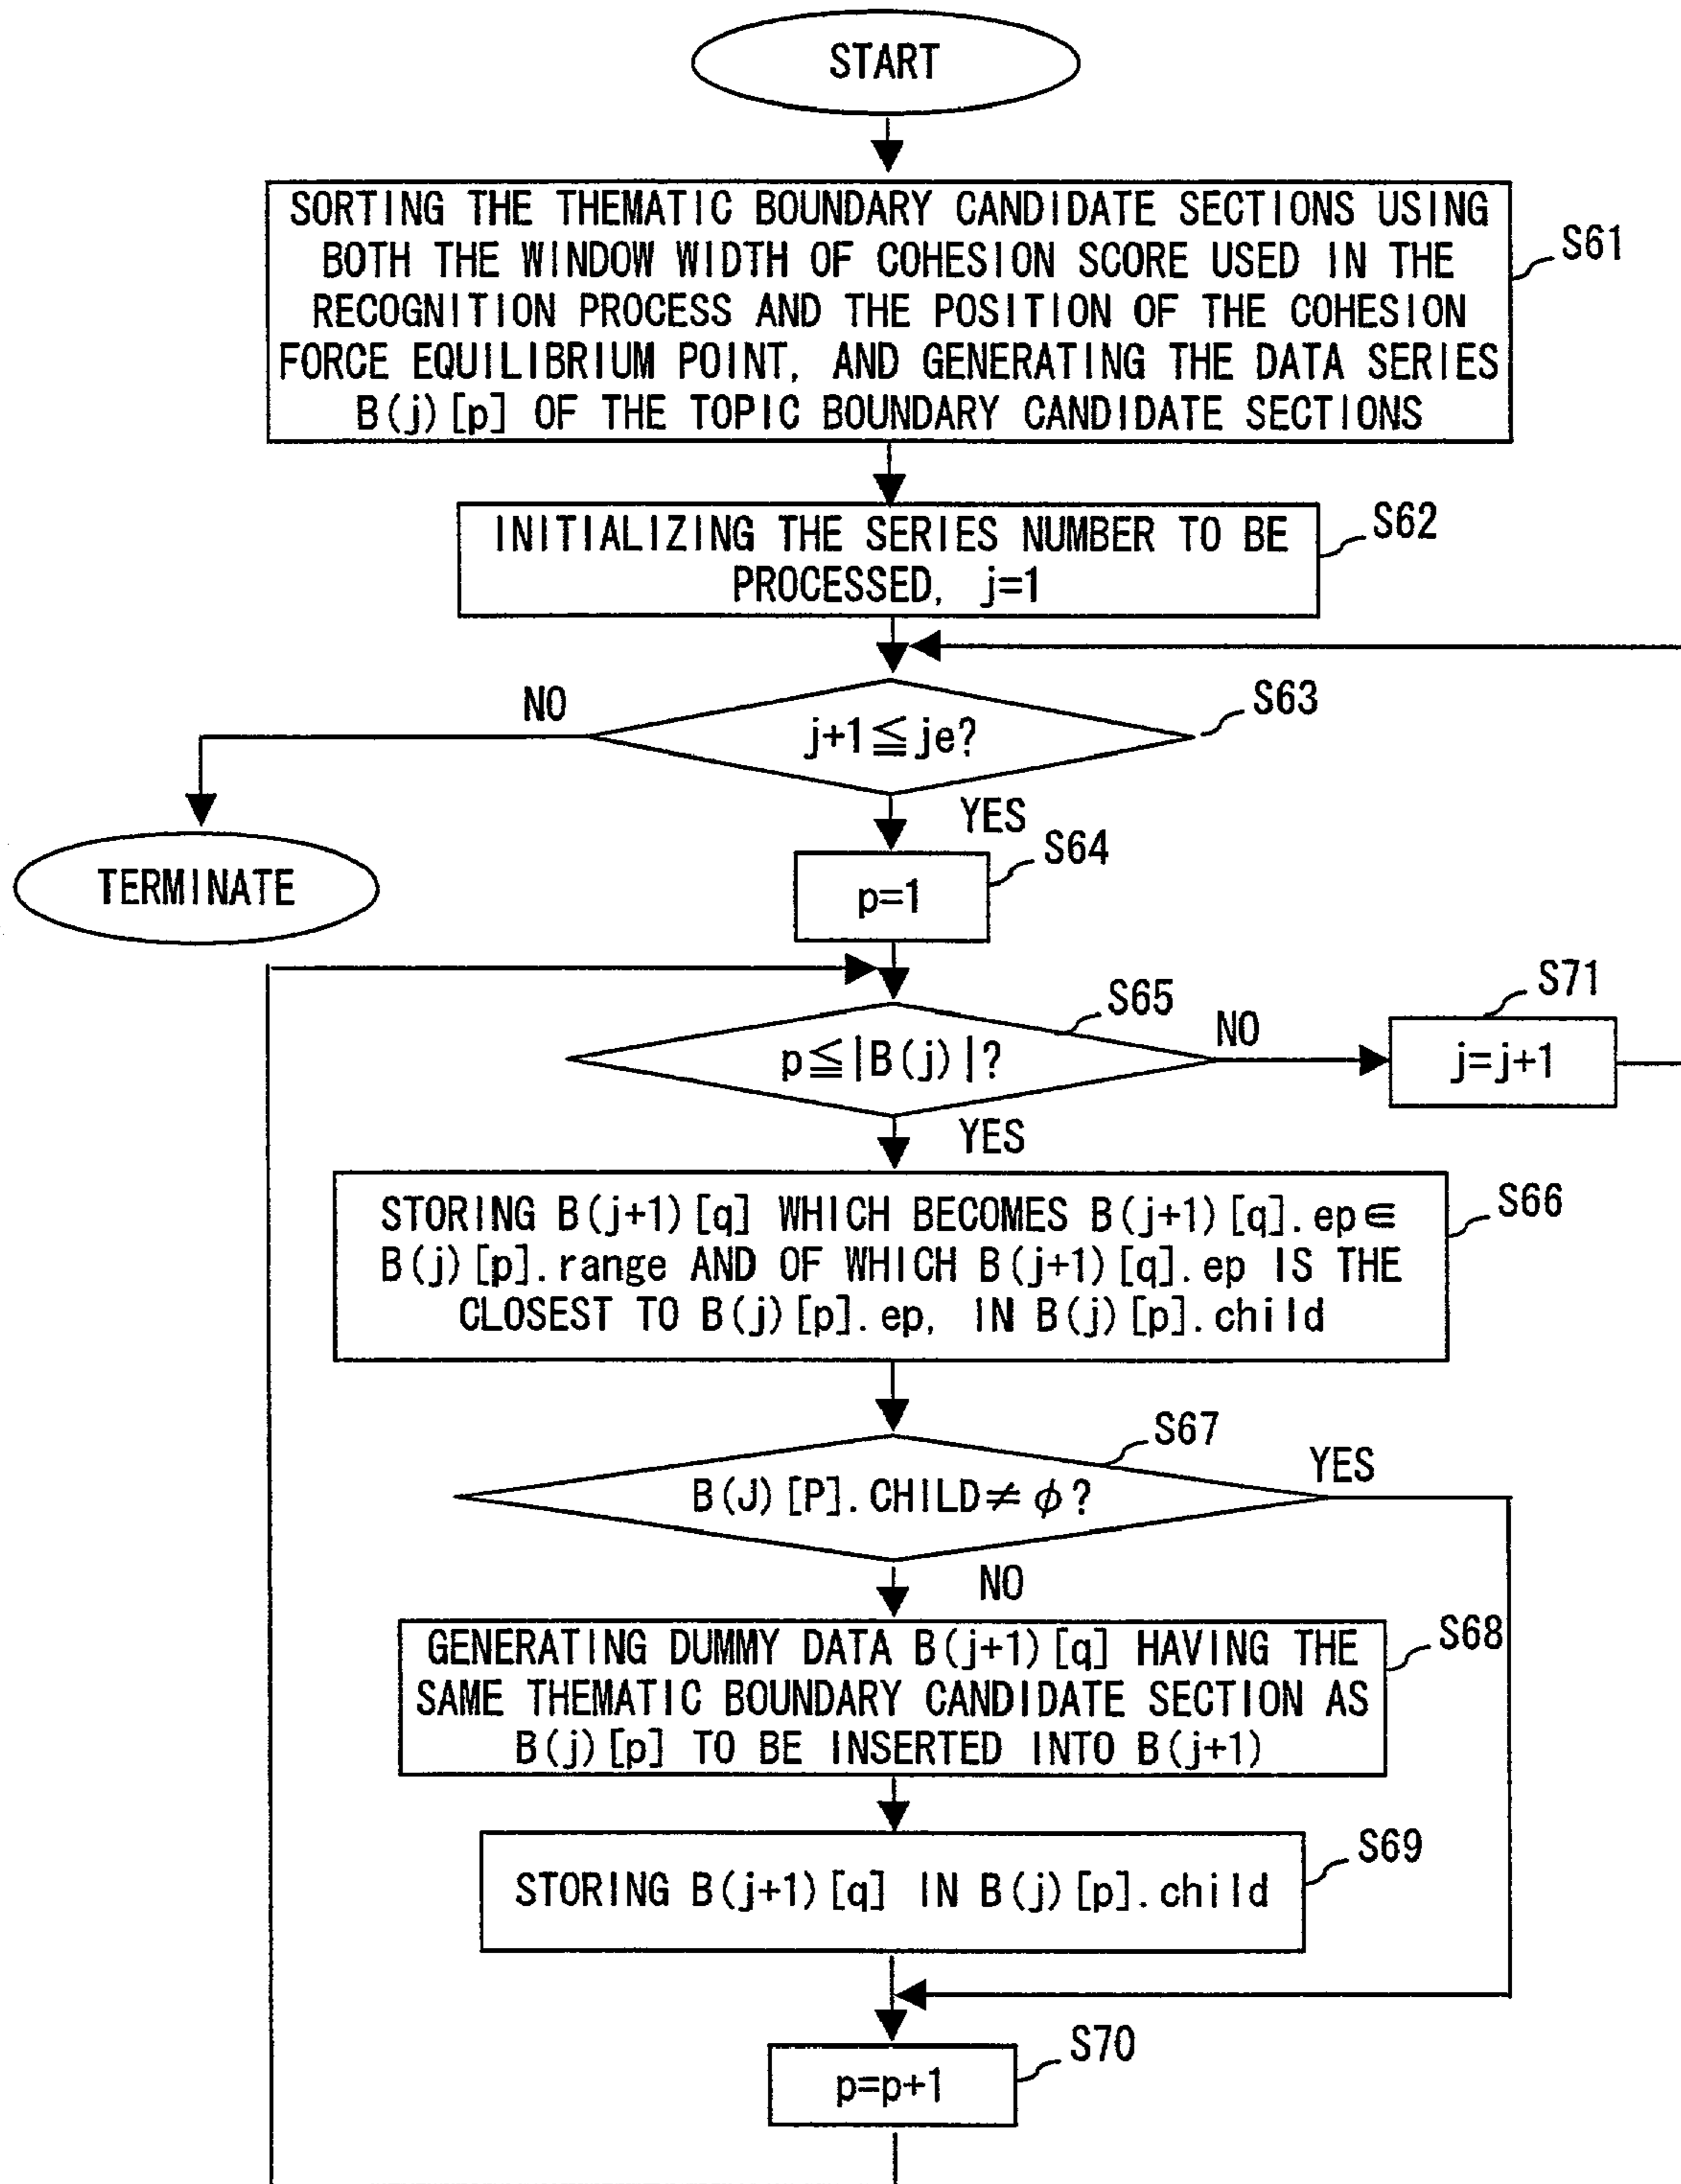 START
SORTING THE THEMATIC BOUNDARY CANDIDATE SECTIONS USING
BOTH THE WINDOW WIDTH OF COHESION SCORE USED IN THE
RECOGNITION PROCESS AND THE POSITION OF THE COHESION
FORCE EQUILIBRIUM POINT, AND GENERATING THE DATA SERIES
B(j)[p] OF THE TOPIC BOUNDARY CANDIDATE SECTIONS
S61
INITIALIZING THE SERIES NUMBER TO BE
PROCESSED, j=1
S62
NO
j+1≦je?
S63
YES
TERMINATE
p=1
S64
p≦|B(j)|?
S65
NO
j=j+1
S71
YES
STORING B(j+1)[q] WHICH BECOMES B(j+1)[q].ep∈
B(j)[p].range AND OF WHICH B(j+1)[q].ep IS THE
CLOSEST TO B(j)[p].ep, IN B(j)[p].child
S66
B(J)[P].CHILD≠φ?
S67
YES
NO
GENERATING DUMMY DATA B(j+1)[q] HAVING THE
SAME THEMATIC BOUNDARY CANDIDATE SECTION AS
B(j)[p] TO BE INSERTED INTO B(j+1)
S68
STORING B(j+1)[q] IN B(j)[p].child
S69
p=p+1
S70